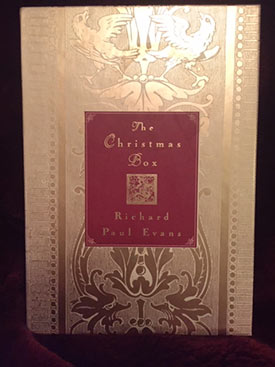 The
Christmas
Box
Richard
Paul Evans